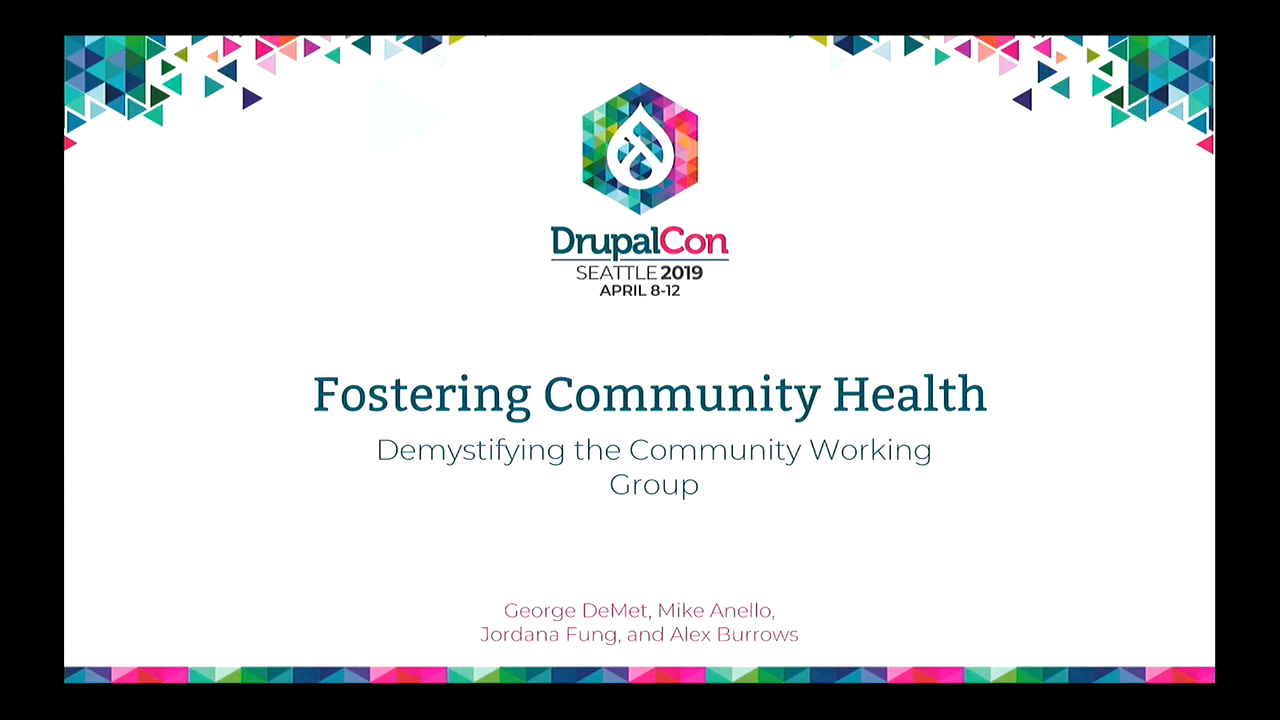 DrupalCon
SEATTLE 2019
APRIL 8-12
Fostering Community Health
Demystifying the Community Working
Group
George DeMet, Mike Anello,
Jordana Fung, and Alex Burrows